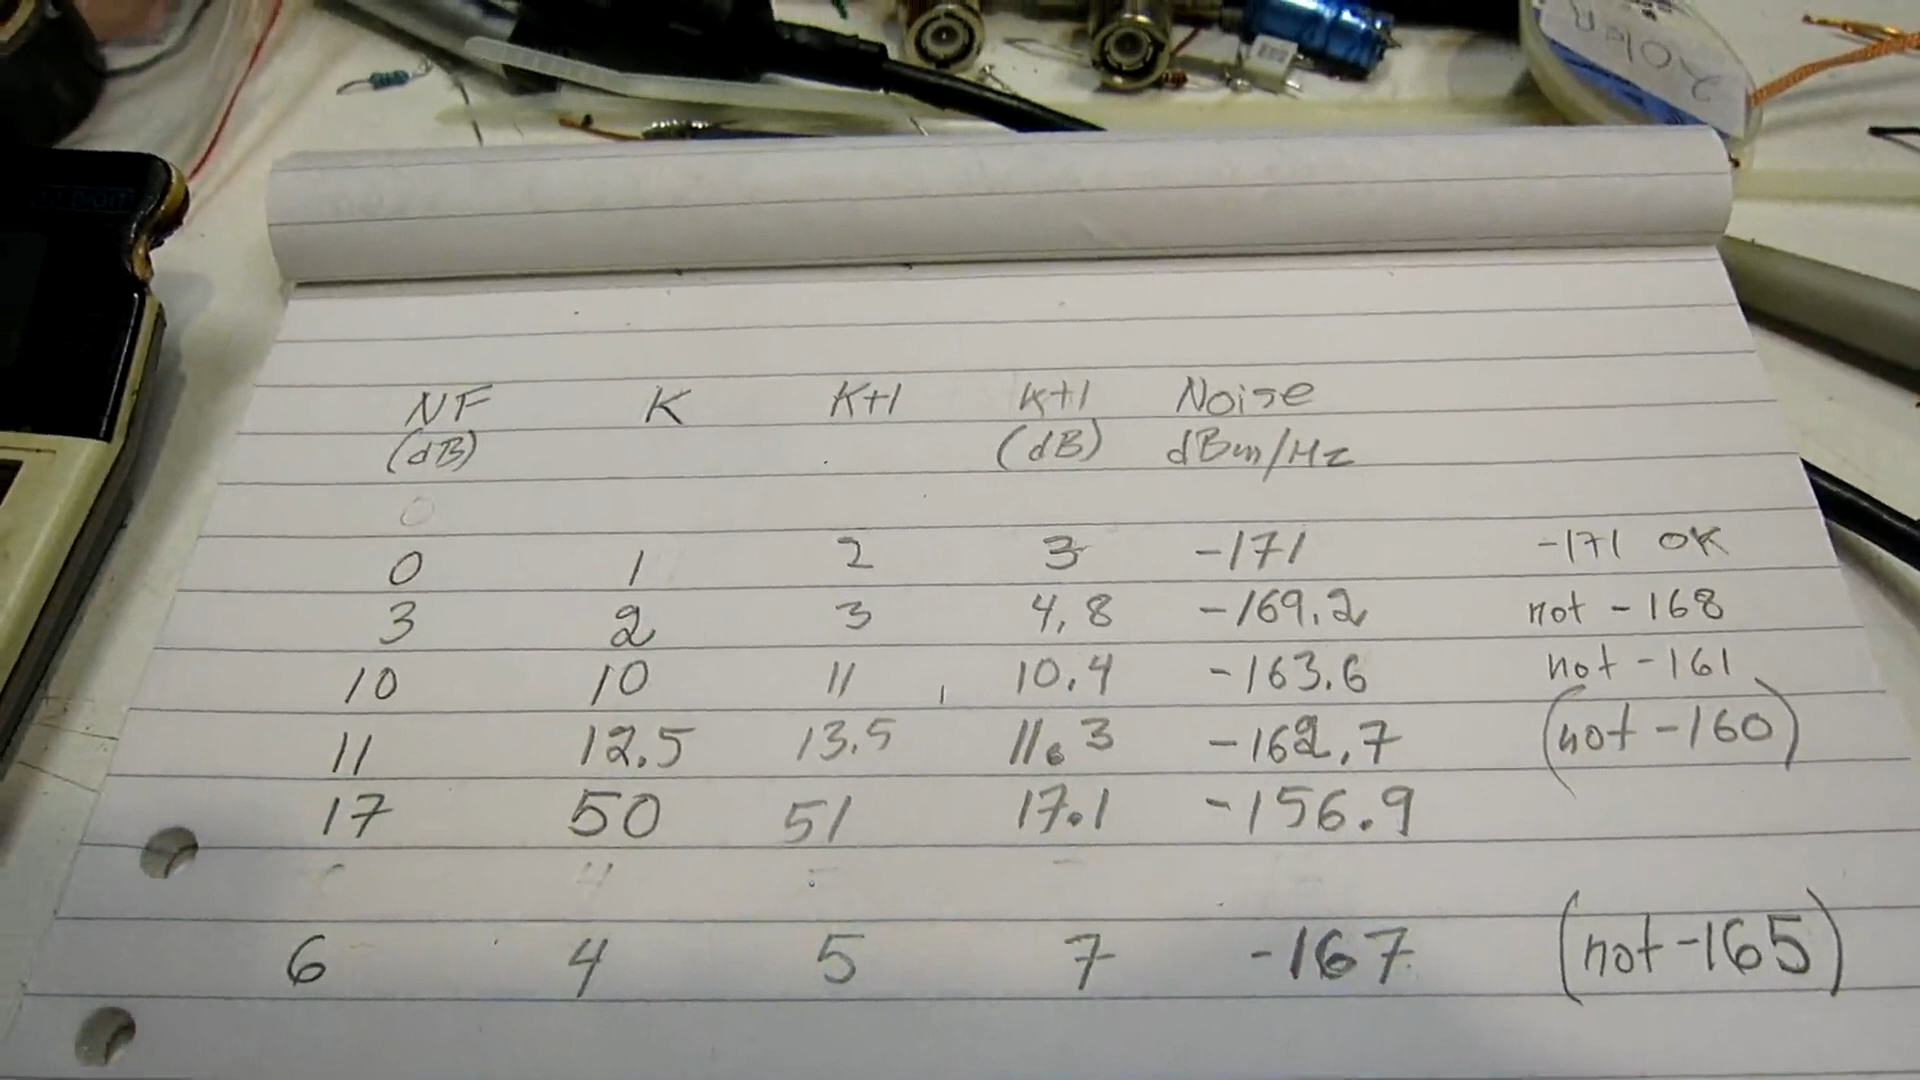 NF K K+1 K+1 Noise
(dB) (dB) dBm/Hz
0
0 1 2 3 -171 -171 OK
3 2 3 4,8 -169.2 not -168
10 10 11 10.4 -163.6 not -161
11 12.5 13.5 11.3 -162.7 (not -160)
17 50 51 17.1 -156.9
6 4 5 7 -167 (not -165)